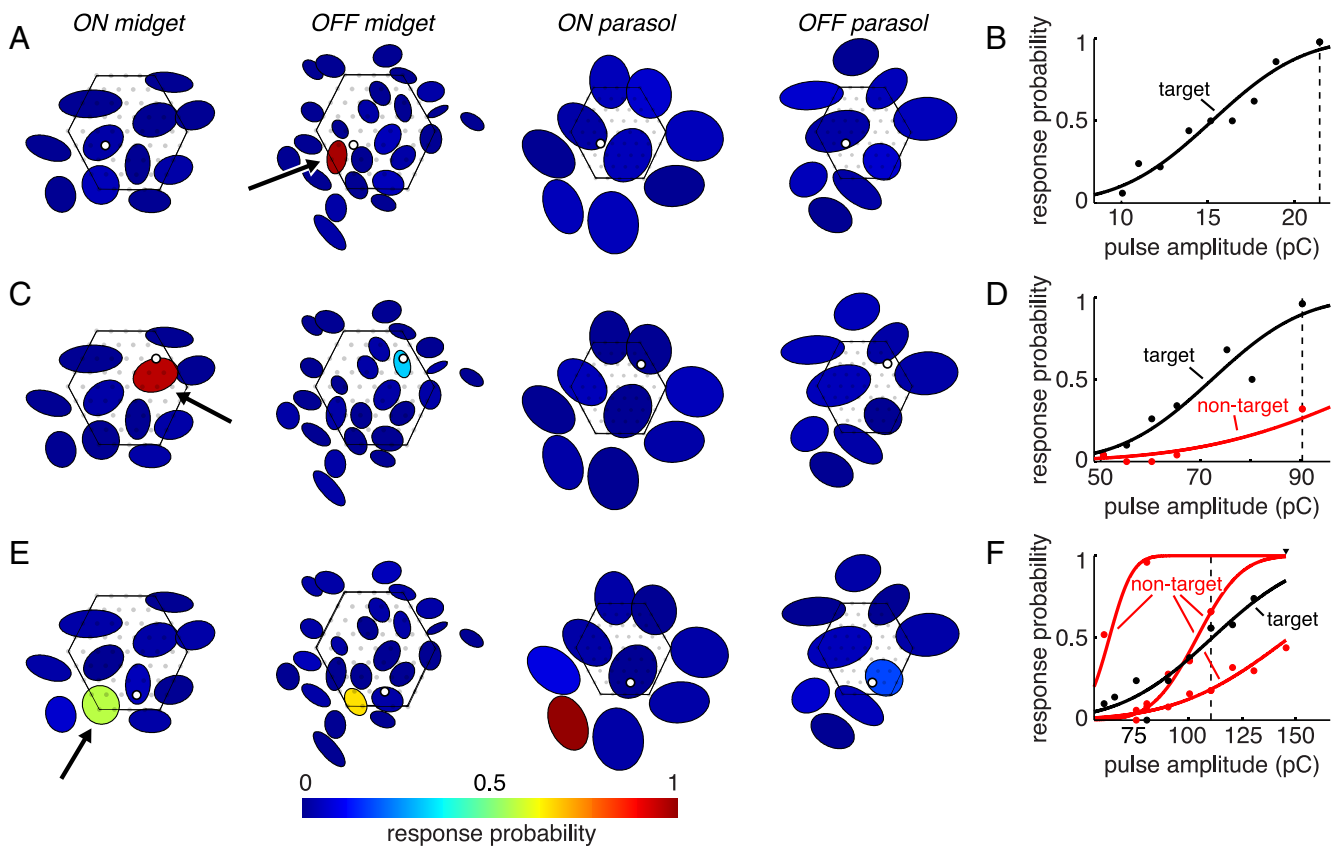 ON midget OFF midget ON parasol OFF parasol
A
B
response probability
1
0.5
0
target
10 15 20
pulse amplitude (pC)
C
D
response probability
1
0.5
0
target
non-target
50 70 90
pulse amplitude (pC)
E
F
response probability
1
0.5
0
non-target
target
75 100 125 150
pulse amplitude (pC)
0 0.5 1
response probability